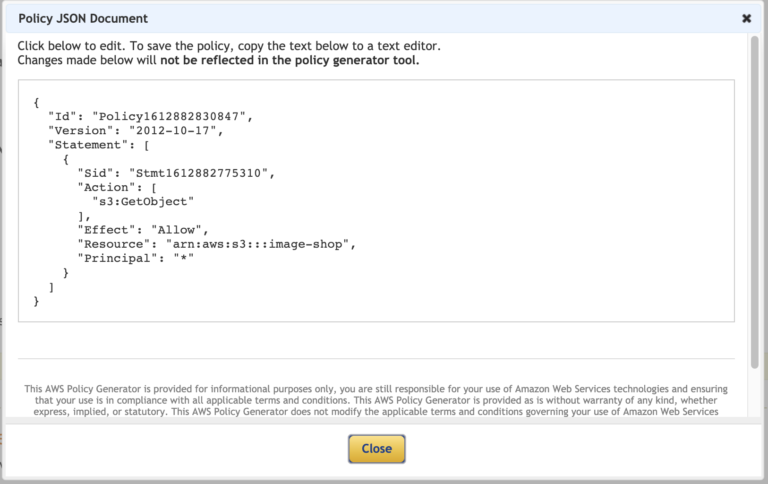 Policy JSON Document
Click below to edit. To save the policy, copy the text below to a text editor.
Changes made below will not be reflected in the policy generator tool.
{
  "Id": "Policy1612882830847",
  "Version": "2012-10-17",
  "Statement": [
    {
      "Sid": "Stmt1612882775310",
      "Action": [
        "s3:GetObject"
      ],
      "Effect": "Allow",
      "Resource": "arn:aws:s3:::image-shop",
      "Principal": "*"
    }
  ]
}
This AWS Policy Generator is provided for informational purposes only, you are still responsible for your use of Amazon Web Services technologies and ensuring
that your use is in compliance with all applicable terms and conditions. This AWS Policy Generator is provided as is without warranty of any kind, whether
express, implied, or statutory. This AWS Policy Generator does not modify the applicable terms and conditions governing your use of Amazon Web Services
Close